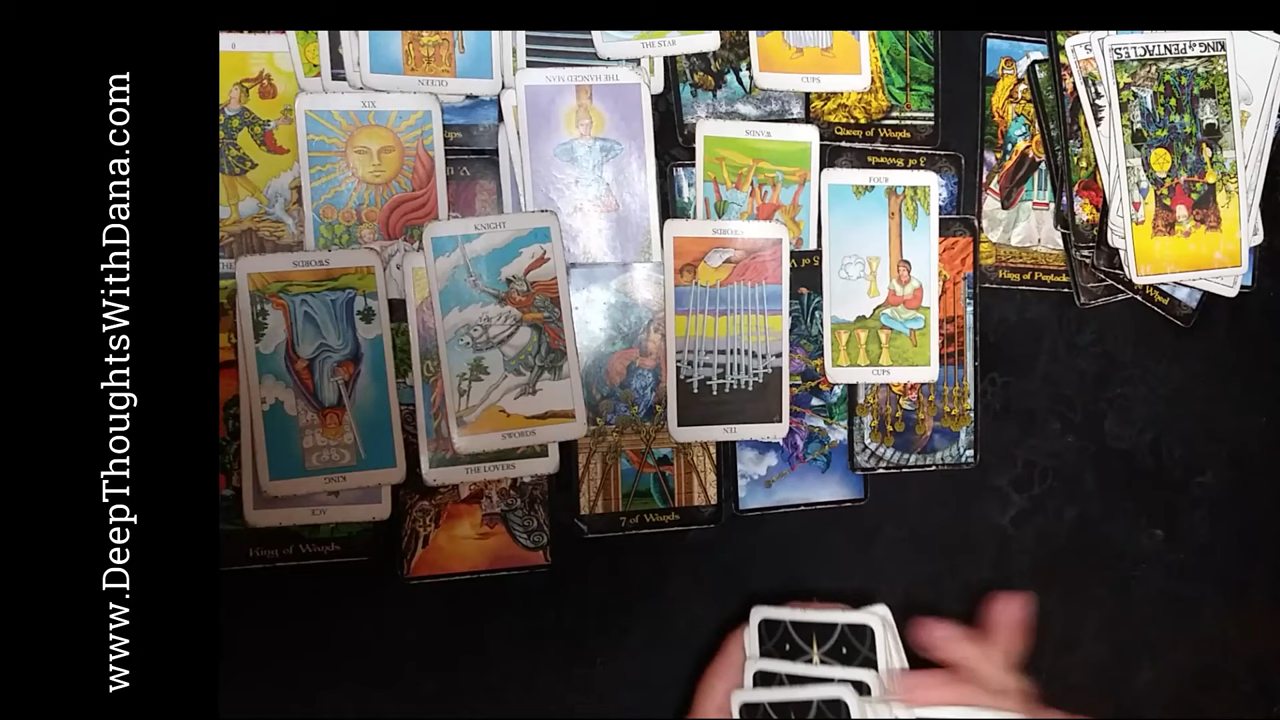 www.DeepThoughtsWithDana.com
0
QUEEN
THE STAR
CUPS
KING of PENTACLES
XIX
THE HANGED MAN
WANDS
Queen of Wands
3 of Swords
FOUR
KNIGHT
SWORDS
SWORDS
King of Pentacles
CUPS
SWORDS
TEN
THE LOVERS
KING
ACE
7 of Wands
King of Wands